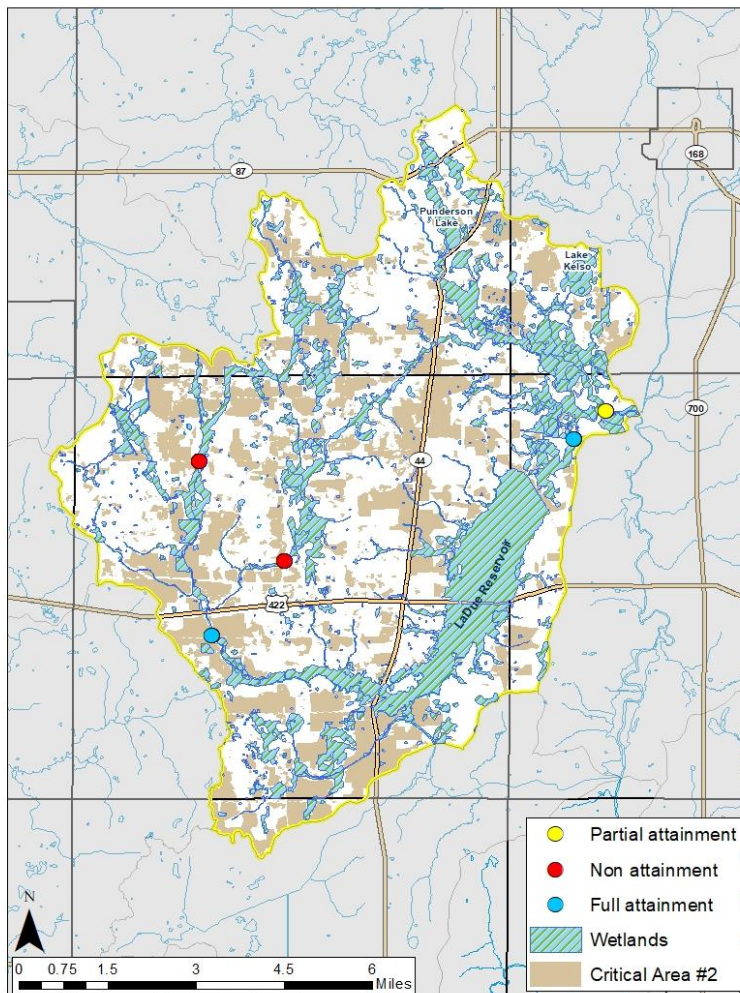 168
87
Punderson
Lake
Lake
Kelso
700
44
LaDue Reservoir
422
Partial attainment
Non attainment
Full attainment
Wetlands
Critical Area #2
N
0 0.75 1.5 3 4.5 6
Miles